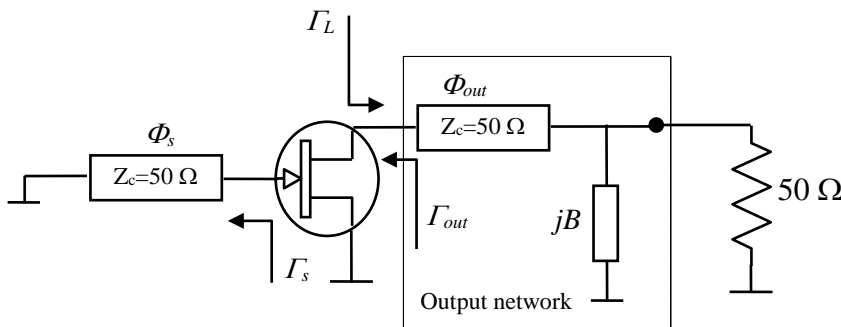 Γ_L
Φ_out
Z_c=50 Ω
Φ_s
Z_c=50 Ω
Γ_out
Γ_s
jB
50 Ω
Output network